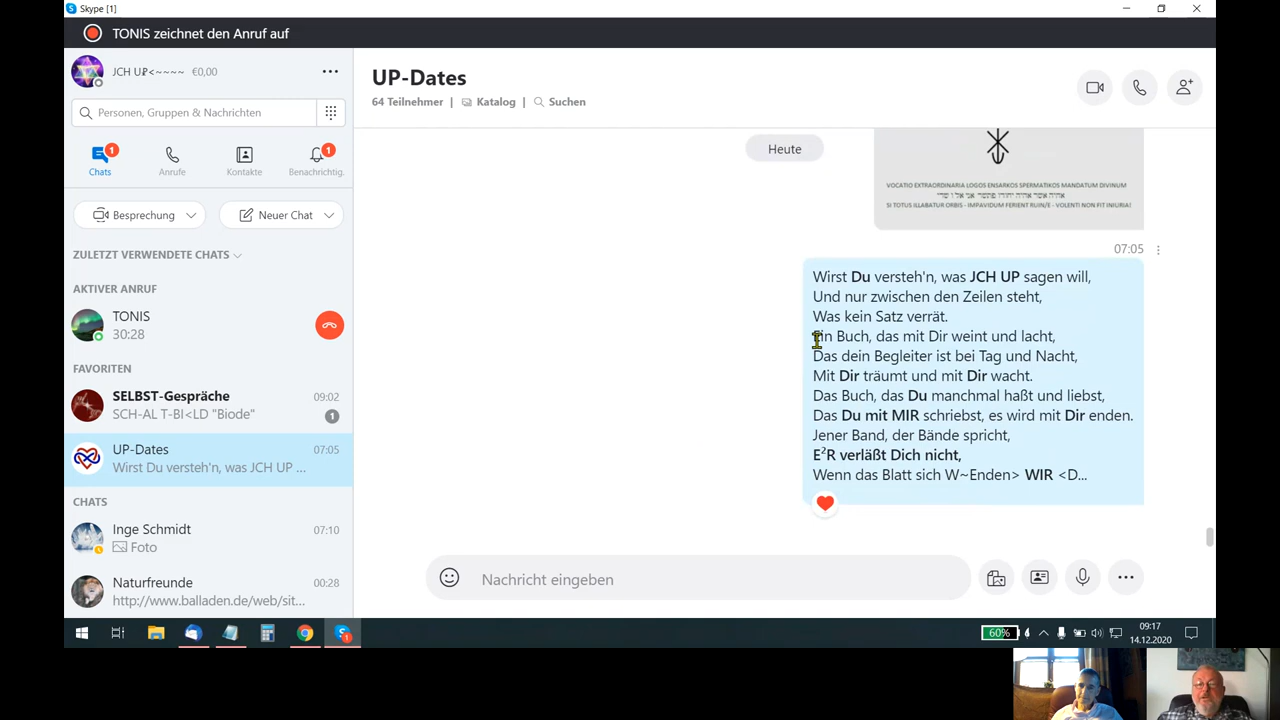 Skype [1]
TONIS zeichnet den Anruf auf
JCH UP<~~~~ €0,00
Personen, Gruppen & Nachrichten
1
1
Chats
Anrufe
Kontakte
Benachrichtig.
Besprechung
Neuer Chat
ZULETZT VERWENDETE CHATS
AKTIVER ANRUF
TONIS
30:28
FAVORITEN
SELBST-Gespräche 09:02
SCH-AL T-BI<LD "Biode" 1
UP-Dates 07:05
Wirst Du versteh'n, was JCH UP ...
CHATS
Inge Schmidt 07:10
Foto
Naturfreunde 00:28
http://www.balladen.de/web/sit...
UP-Dates
64 Teilnehmer | Katalog | Suchen
Heute
VOCATIO EXTRAORDINARIA LOGOS ENSARKOS SPERMATIKOS MANDATUM DIVINUM
SI TOTUS ILLABATUR ORBIS - IMPAVIDUM FERIENT RUIN/E - VOLENTI NON FIT INIURIA!
07:05
Wirst Du versteh'n, was JCH UP sagen will,
Und nur zwischen den Zeilen steht,
Was kein Satz verrät.
Ein Buch, das mit Dir weint und lacht,
Das dein Begleiter ist bei Tag und Nacht,
Mit Dir träumt und mit Dir wacht.
Das Buch, das Du manchmal haßt und liebst,
Das Du mit MIR schriebst, es wird mit Dir enden.
Jener Band, der Bände spricht,
E²R verläßt Dich nicht,
Wenn das Blatt sich W~Enden> WIR <D...
Nachricht eingeben
60%
1
09:17
14.12.2020